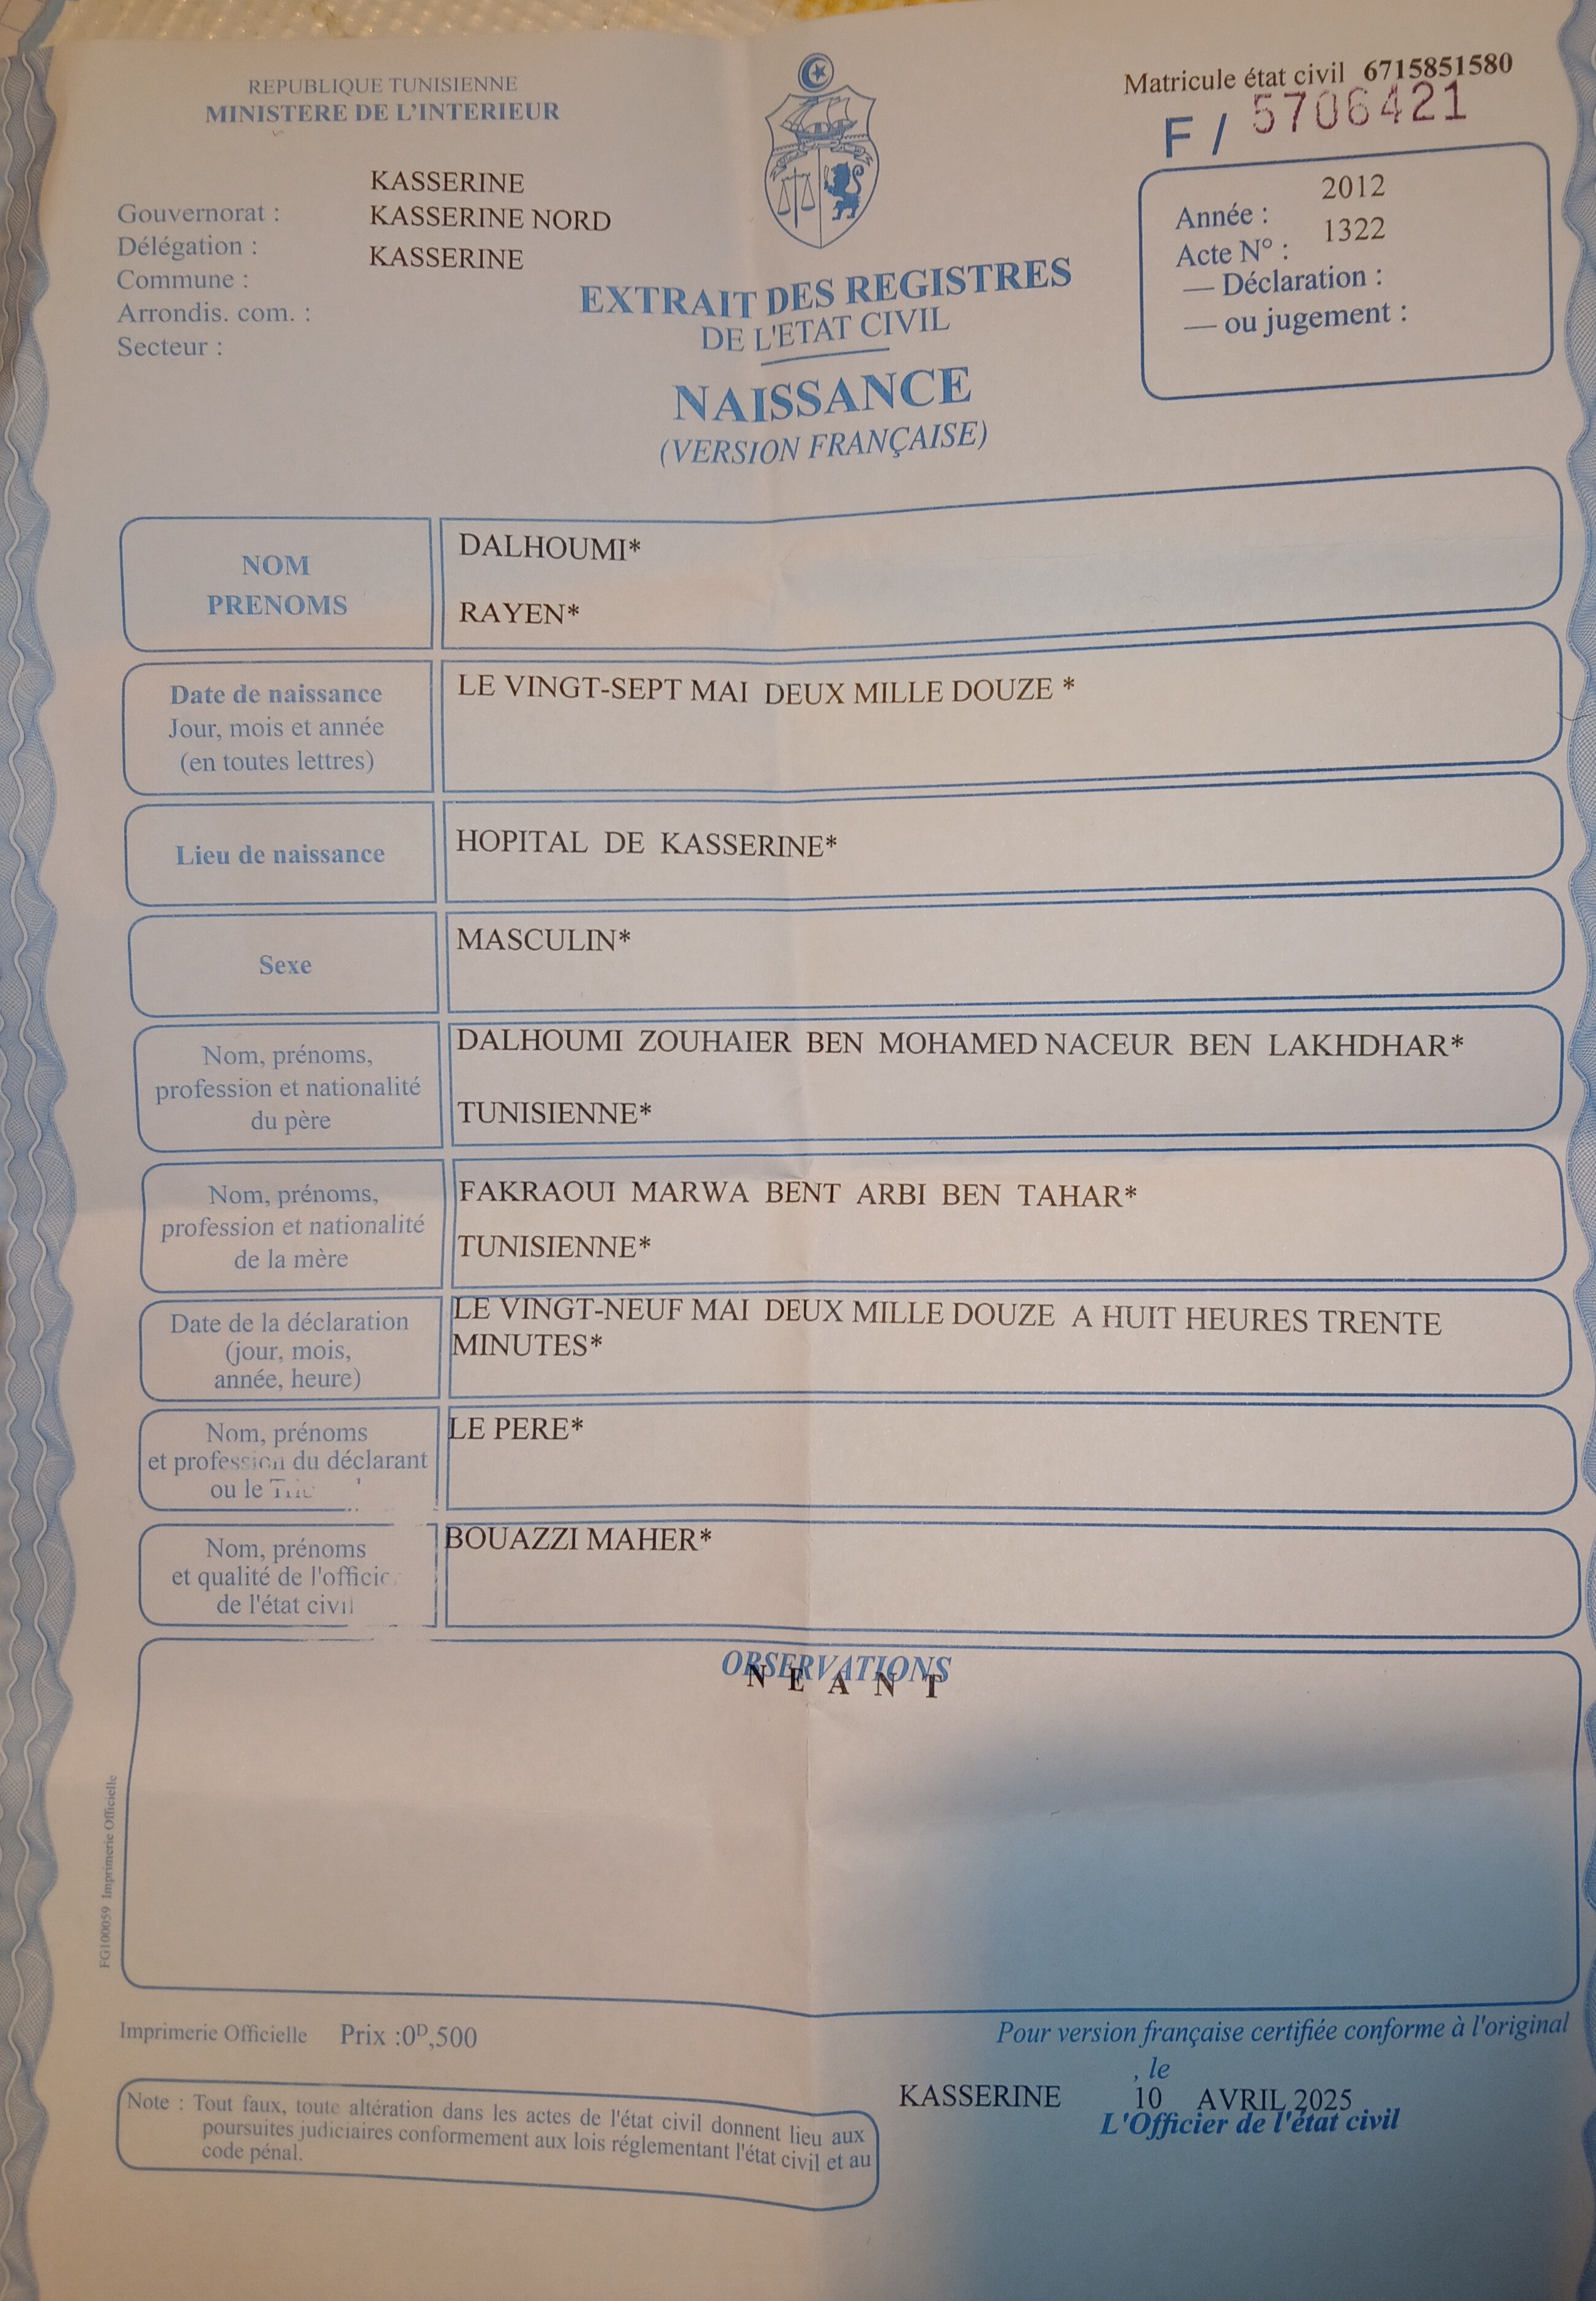 REPUBLIQUE TUNISIENNE
MINISTERE DE L'INTERIEUR
Matricule état civil 6715851580
F / 5706421
KASSERINE
Gouvernorat :
KASSERINE NORD
Délégation :
KASSERINE
Commune :
Arrondis. com. :
Secteur :
2012
Année :
1322
Acte N° :
— Déclaration :
— ou jugement :
EXTRAIT DES REGISTRES
DE L'ETAT CIVIL
NAISSANCE
(VERSION FRANÇAISE)
NOM
PRENOMS
DALHOUMI*
RAYEN*
Date de naissance
Jour, mois et année
(en toutes lettres)
LE VINGT-SEPT MAI DEUX MILLE DOUZE *
Lieu de naissance
HOPITAL DE KASSERINE*
Sexe
MASCULIN*
Nom, prénoms,
profession et nationalité
du père
DALHOUMI ZOUHAIER BEN MOHAMED NACEUR BEN LAKHDHAR*
TUNISIENNE*
Nom, prénoms,
profession et nationalité
de la mère
FAKRAOUI MARWA BENT ARBI BEN TAHAR*
TUNISIENNE*
Date de la déclaration
(jour, mois,
année, heure)
LE VINGT-NEUF MAI DEUX MILLE DOUZE A HUIT HEURES TRENTE
MINUTES*
Nom, prénoms
et profession du déclarant
ou le
LE PERE*
Nom, prénoms
et qualité de l'officier
de l'état civil
BOUAZZI MAHER*
OBSERVATIONS
N E A N T
FG100059 Imprimerie Officielle
Imprimerie Officielle Prix :0ᴰ,500
Pour version française certifiée conforme à l'original
, le
KASSERINE 10 AVRIL 2025
L'Officier de l'état civil
Note : Tout faux, toute altération dans les actes de l'état civil donnent lieu aux
poursuites judiciaires conformement aux lois réglementant l'état civil et au
code pénal.